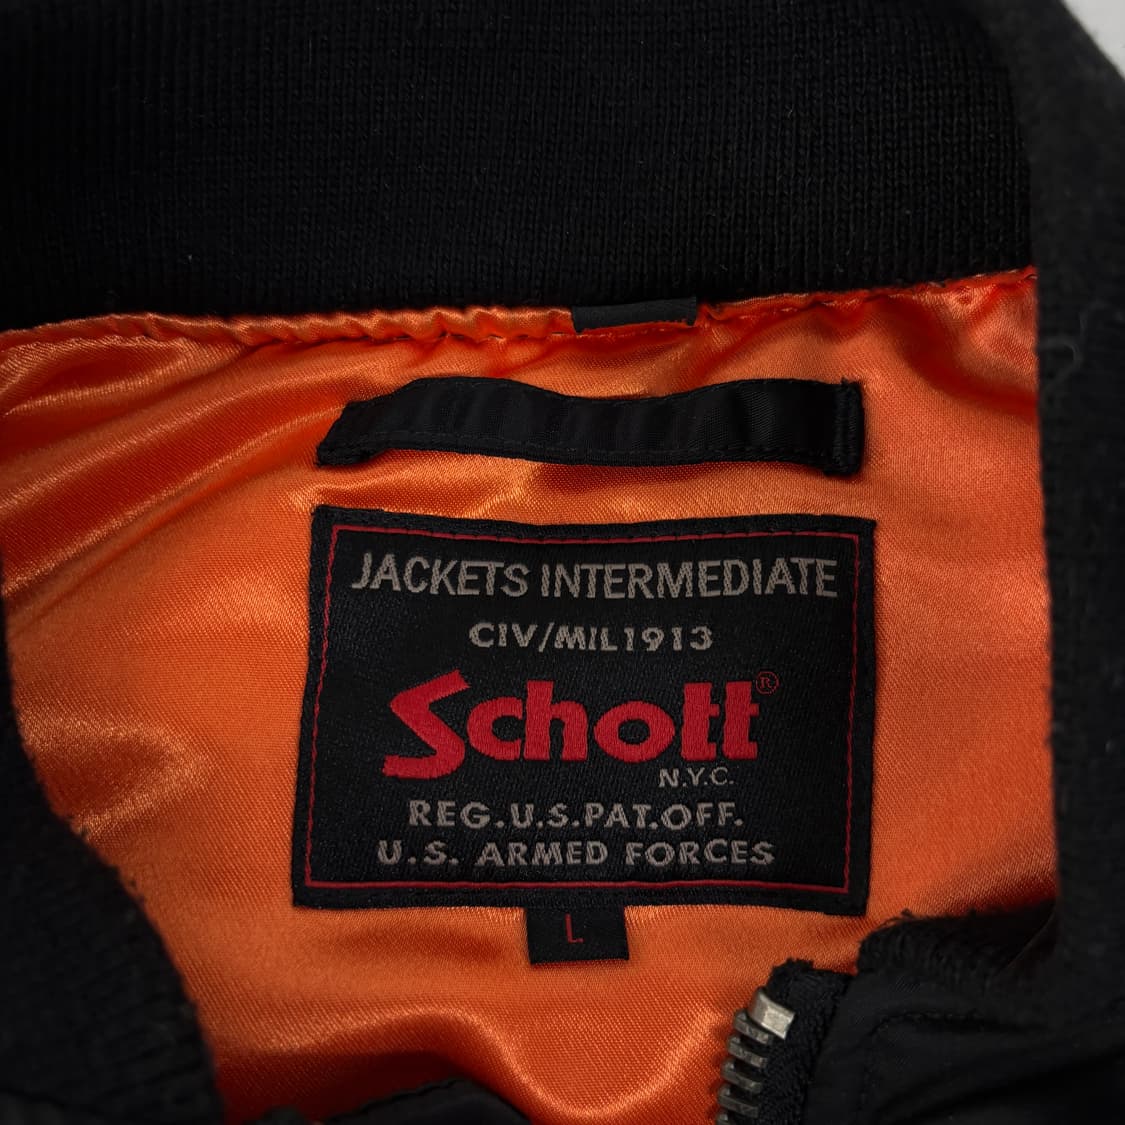 JACKETS INTERMEDIATE
CIV/MIL1913
Schott®
N.Y.C.
REG.U.S.PAT.OFF.
U.S. ARMED FORCES
L